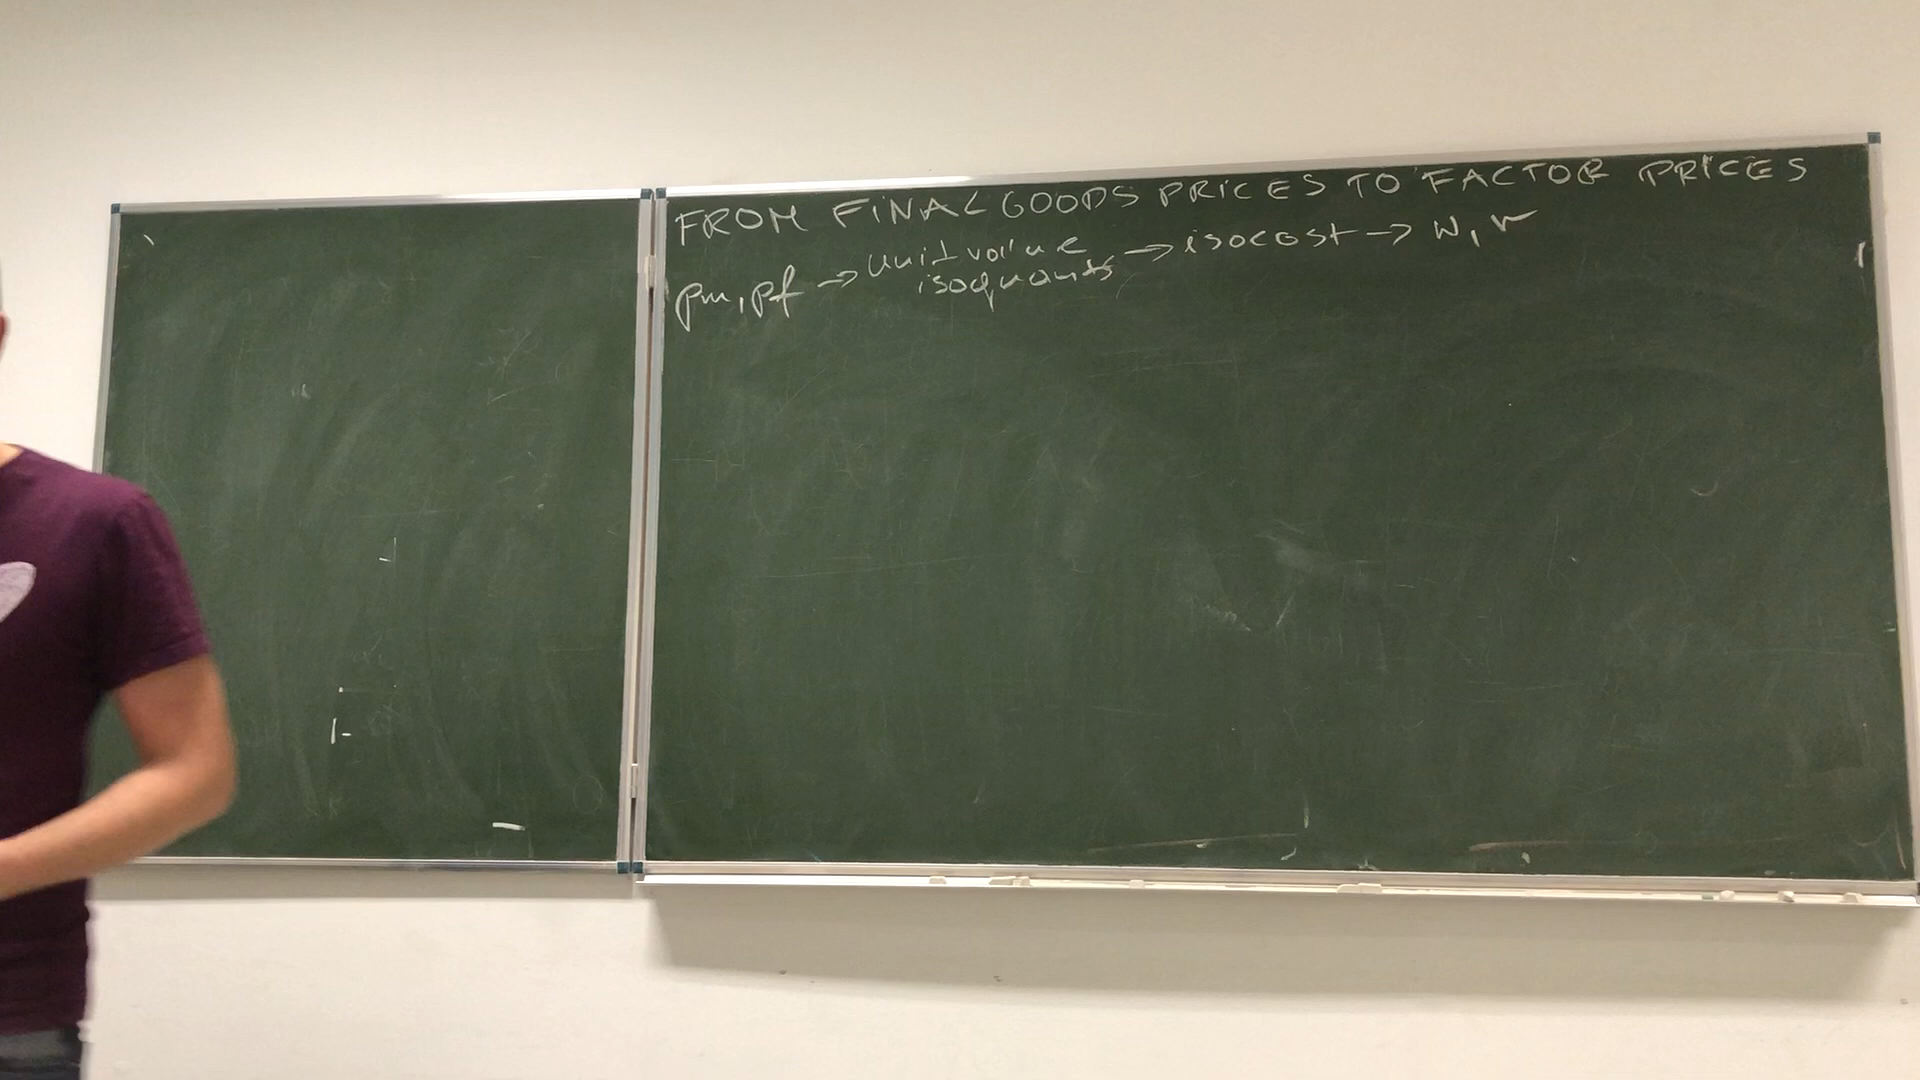 FROM FINAL GOODS PRICES TO FACTOR PRICES
pm, pf → unit value isoquants → isocost → w, r